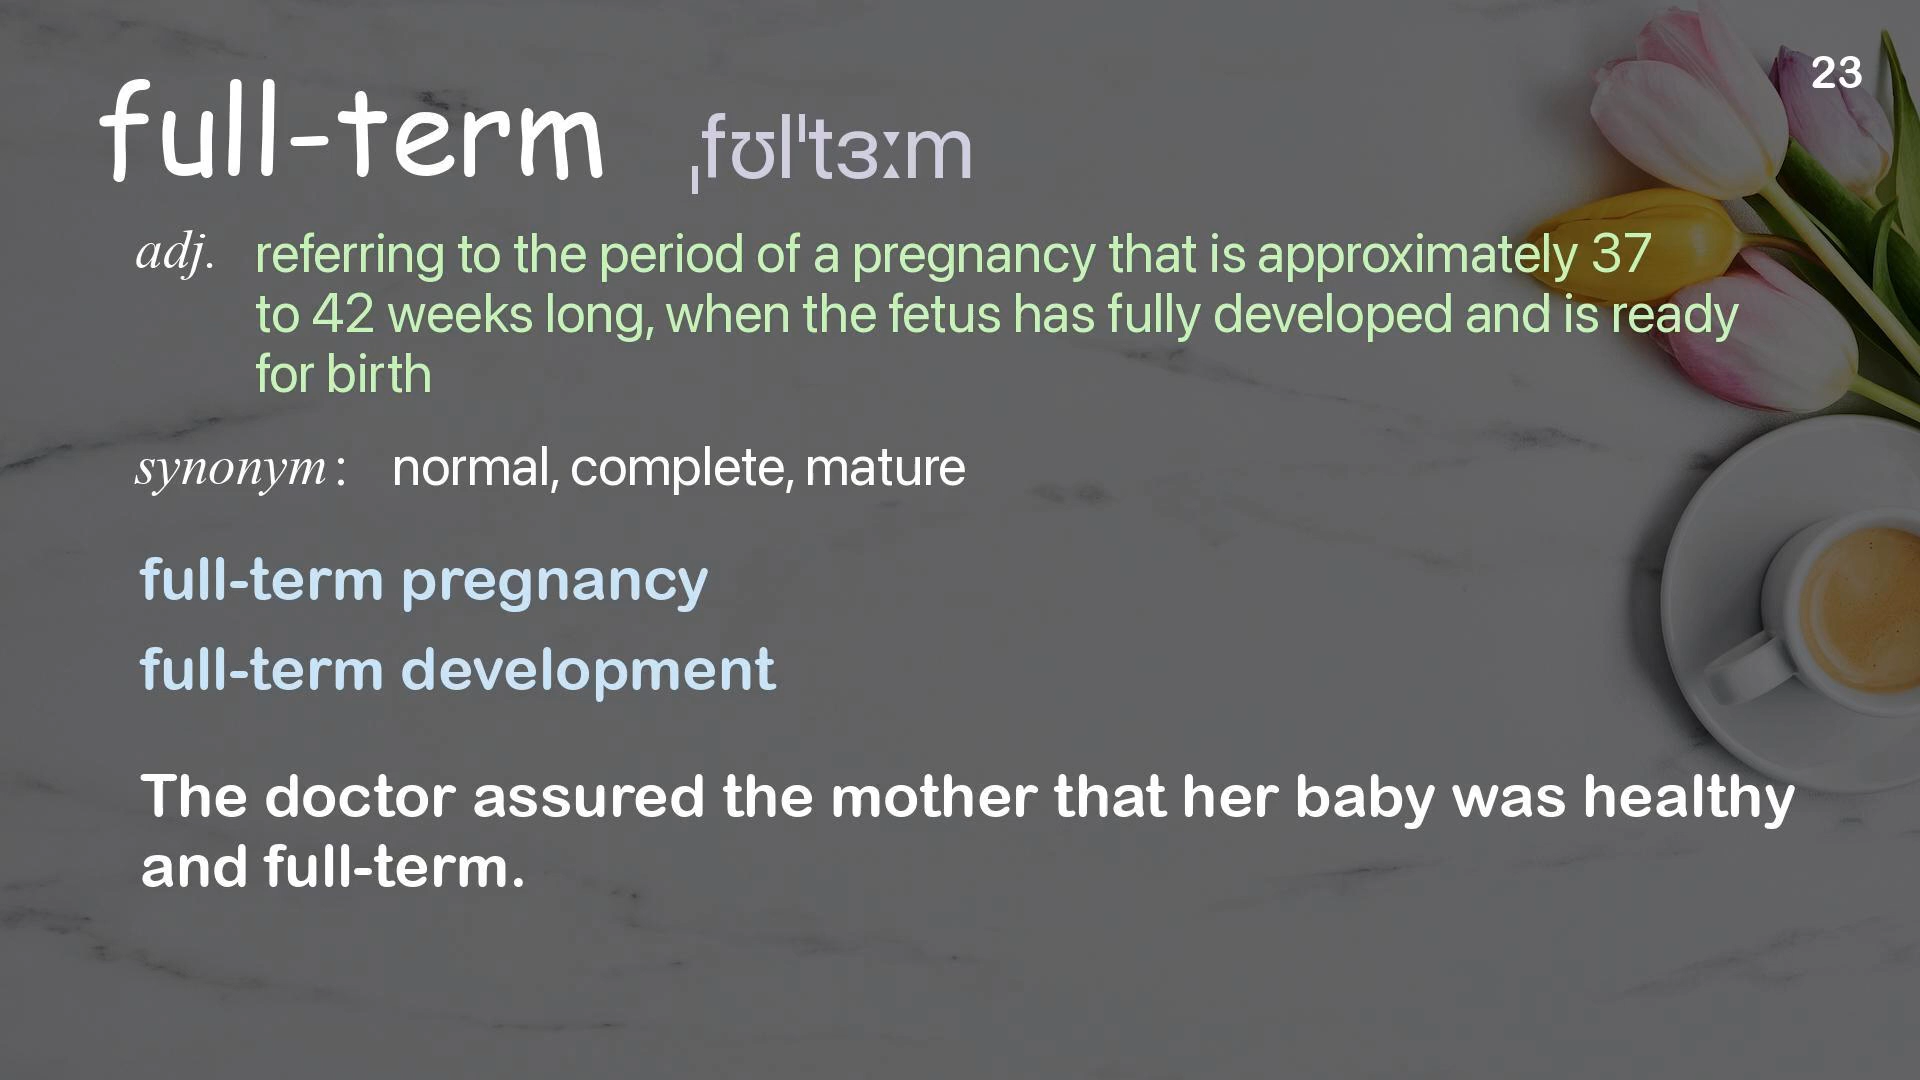 23
full-term ˌfʊlˈtɜːm
adj. referring to the period of a pregnancy that is approximately 37
to 42 weeks long, when the fetus has fully developed and is ready
for birth
synonym: normal, complete, mature
full-term pregnancy
full-term development
The doctor assured the mother that her baby was healthy
and full-term.